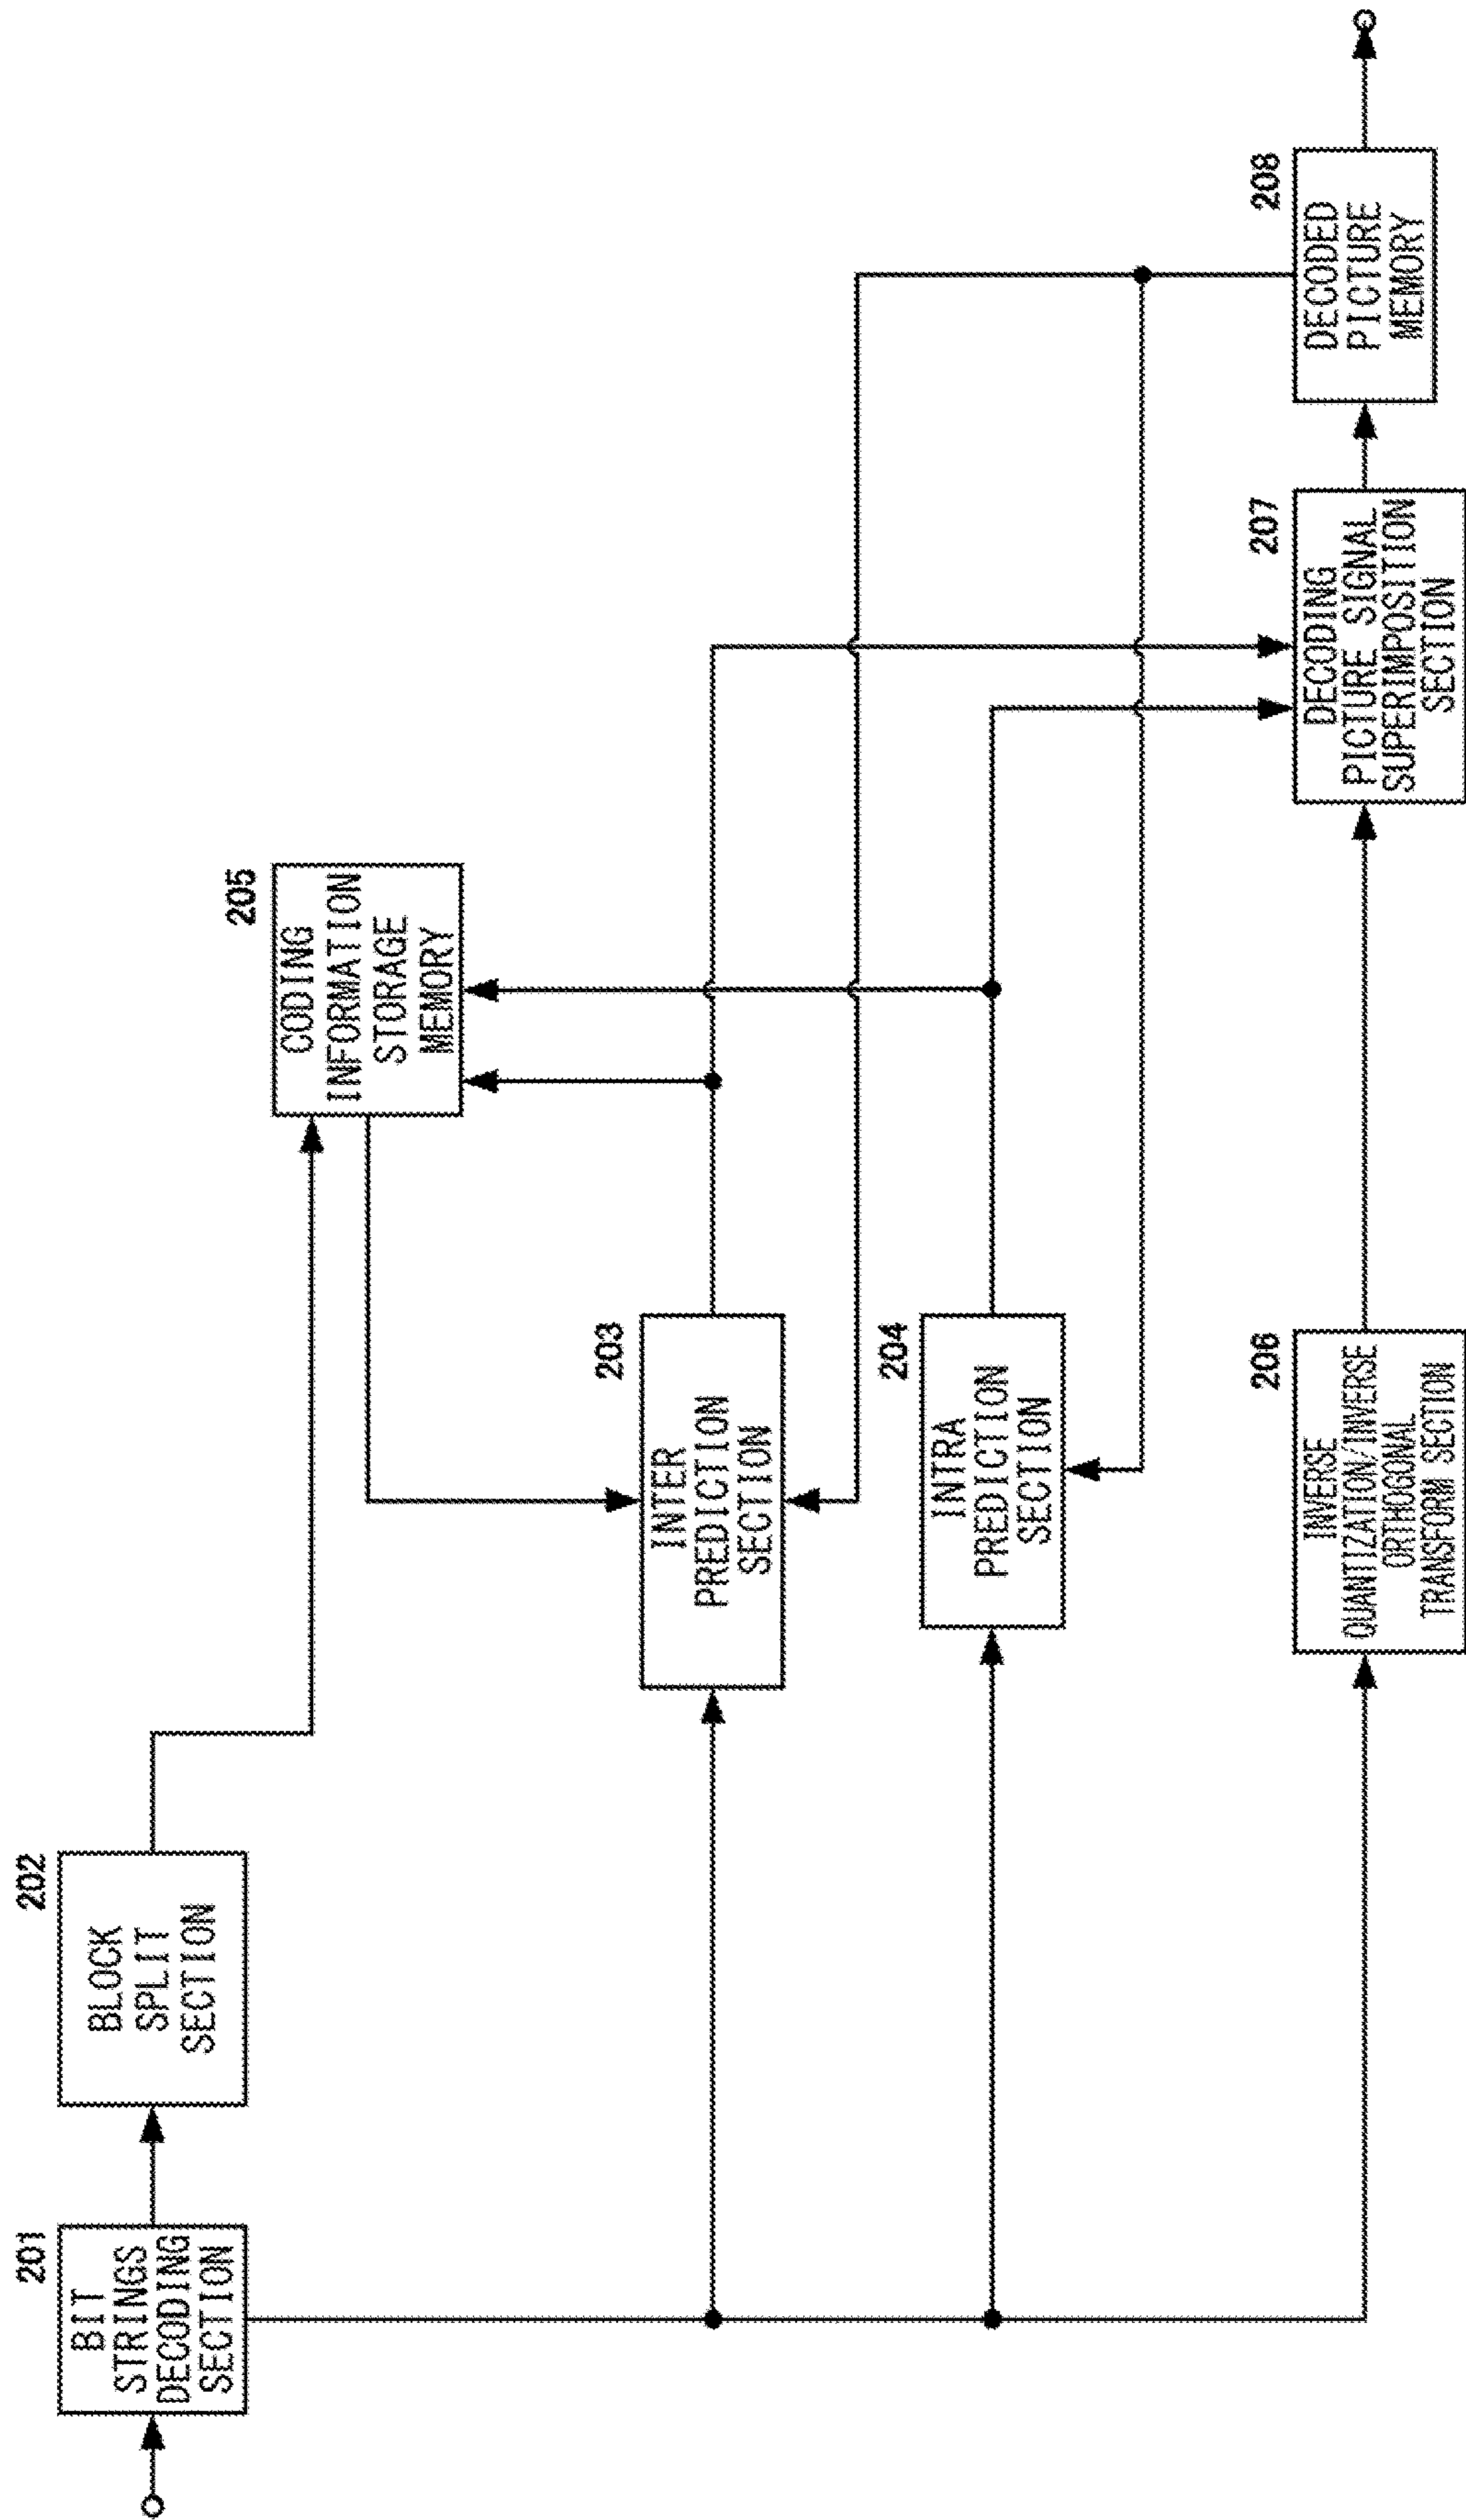 201
BIT
STRINGS
DECODING
SECTION
202
BLOCK
SPLIT
SECTION
205
CODING
INFORMATION
STORAGE
MEMORY
203
INTER
PREDICTION
SECTION
204
INTRA
PREDICTION
SECTION
206
INVERSE
QUANTIZATION/INVERSE
ORTHOGONAL
TRANSFORM SECTION
207
DECODING
PICTURE SIGNAL
SUPERIMPOSITION
SECTION
208
DECODED
PICTURE
MEMORY